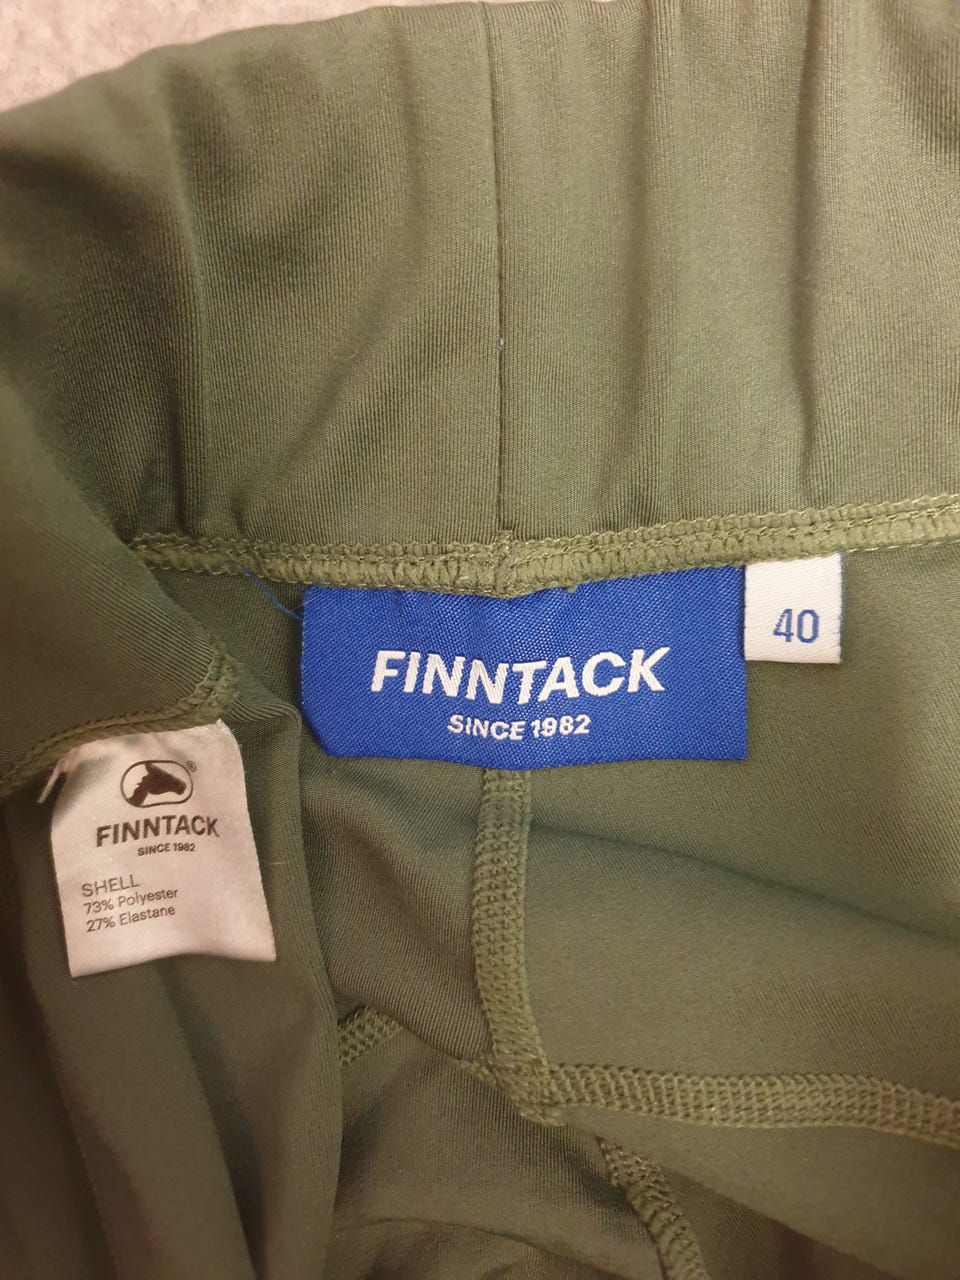 FINNTACK
SINCE 1982
40
®
FINNTACK
SINCE 1982
SHELL
73% Polyester
27% Elastane